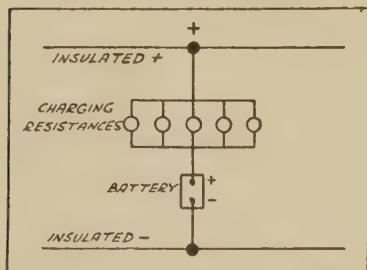 +
INSULATED +
CHARGING
RESISTANCES
BATTERY
+
-
INSULATED -